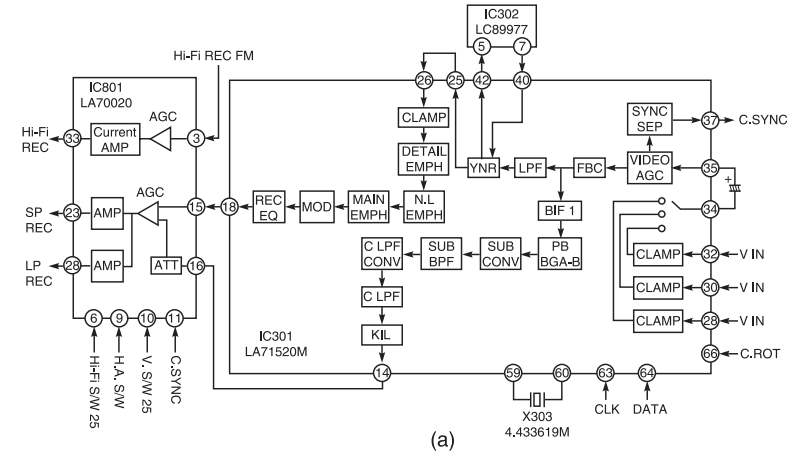 IC302
LC89977
5
7
Hi-Fi REC FM
26
25
42
40
IC801
LA70020
AGC
Hi-Fi
REC
33
Current
AMP
3
CLAMP
SYNC
SEP
37
C.SYNC
DETAIL
EMPH
YNR
LPF
FBC
VIDEO
AGC
35
+
AGC
SP
REC
23
AMP
15
18
REC
EQ
MOD
MAIN
EMPH
N.L
EMPH
BIF 1
34
LP
REC
28
AMP
ATT
16
C LPF
CONV
SUB
BPF
SUB
CONV
PB
BGA-B
CLAMP
32
V IN
C LPF
CLAMP
30
V IN
KIL
CLAMP
28
V IN
6
9
10
11
IC301
LA71520M
66
C.ROT
14
59
60
63
64
Hi-Fi S/W 25
H.A. S/W
V. S/W 25
C.SYNC
X303
4.433619M
CLK
DATA
(a)